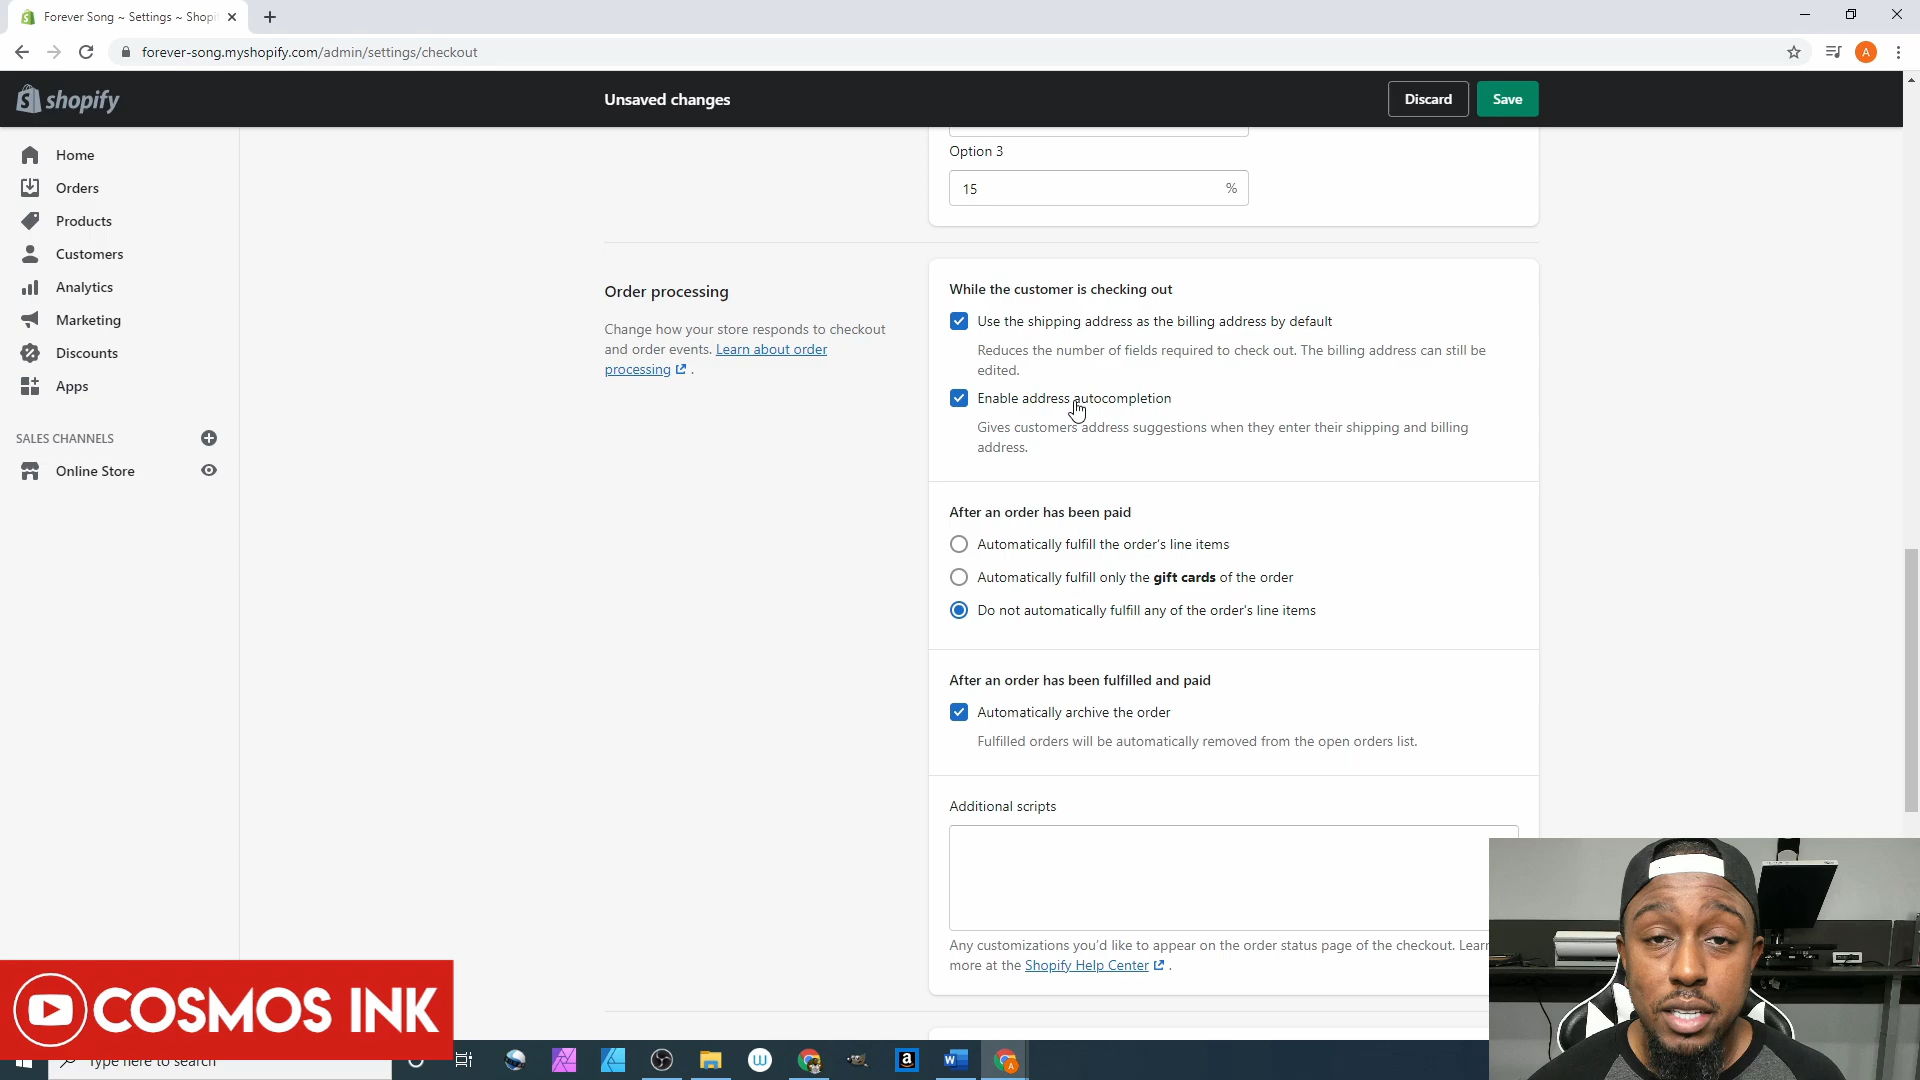 Forever Song ~ Settings ~ Shopi
forever-song.myshopify.com/admin/settings/checkout
A
shopify
Unsaved changes
Discard
Save
Home
Orders
Products
Customers
Analytics
Marketing
Discounts
Apps
SALES CHANNELS
Online Store
Option 3
15 %
Order processing
Change how your store responds to checkout
and order events. Learn about order
processing .
While the customer is checking out
Use the shipping address as the billing address by default
Reduces the number of fields required to check out. The billing address can still be
edited.
Enable address autocompletion
Gives customers address suggestions when they enter their shipping and billing
address.
After an order has been paid
Automatically fulfill the order's line items
Automatically fulfill only the gift cards of the order
Do not automatically fulfill any of the order's line items
After an order has been fulfilled and paid
Automatically archive the order
Fulfilled orders will be automatically removed from the open orders list.
Additional scripts
Any customizations you'd like to appear on the order status page of the checkout. Learn
more at the Shopify Help Center .
COSMOS INK
Type here to search